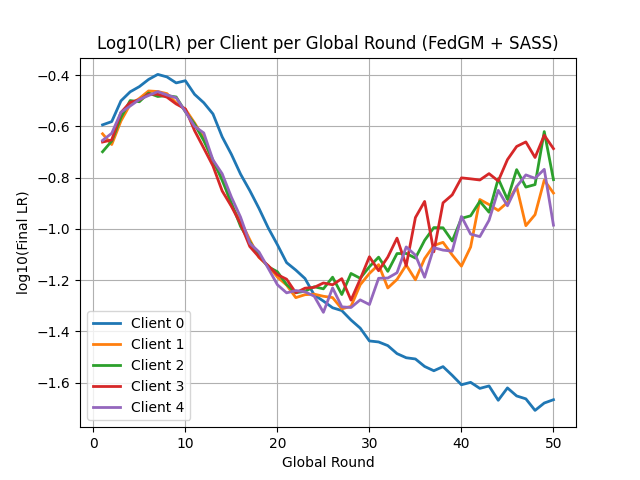 Log10(LR) per Client per Global Round (FedGM + SASS)
log10(Final LR)
−0.4
−0.6
−0.8
−1.0
−1.2
−1.4
−1.6
Client 0
Client 1
Client 2
Client 3
Client 4
0 10 20 30 40 50
Global Round